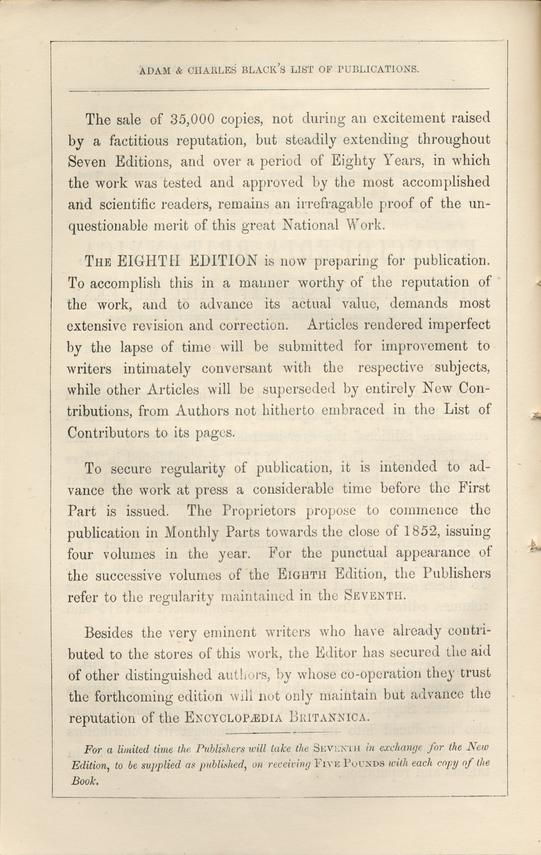 ADAM & CHARLES BLACK'S LIST OF PUBLICATIONS.
The sale of 35,000 copies, not during an excitement raised
by a factitious reputation, but steadily extending throughout
Seven Editions, and over a period of Eighty Years, in which
the work was tested and approved by the most accomplished
and scientific readers, remains an irrefragable proof of the un-
questionable merit of this great National Work.
THE EIGHTH EDITION is now preparing for publication.
To accomplish this in a manner worthy of the reputation of
the work, and to advance its actual value, demands most
extensive revision and correction. Articles rendered imperfect
by the lapse of time will be submitted for improvement to
writers intimately conversant with the respective subjects,
while other Articles will be superseded by entirely New Con-
tributions, from Authors not hitherto embraced in the List of
Contributors to its pages.
To secure regularity of publication, it is intended to ad-
vance the work at press a considerable time before the First
Part is issued. The Proprietors propose to commence the
publication in Monthly Parts towards the close of 1852, issuing
four volumes in the year. For the punctual appearance of
the successive volumes of the EIGHTH Edition, the Publishers
refer to the regularity maintained in the SEVENTH.
Besides the very eminent writers who have already contri-
buted to the stores of this work, the Editor has secured the aid
of other distinguished authors, by whose co-operation they trust
the forthcoming edition will not only maintain but advance the
reputation of the ENCYCLOPÆDIA BRITANNICA.
For a limited time the Publishers will take the SEVENTH in exchange for the New
Edition, to be supplied as published, on receiving FIVE POUNDS with each copy of the
Book.